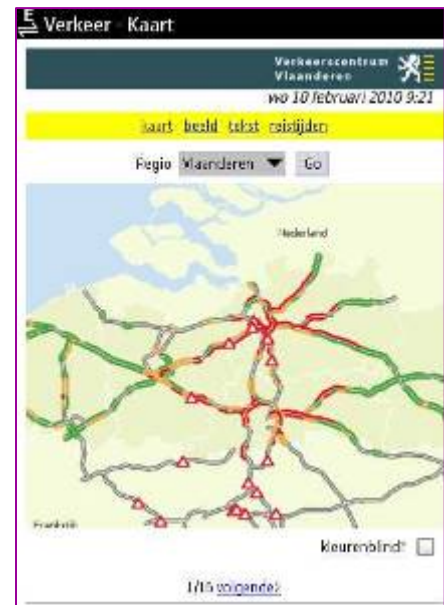 Verkeer - Kaart
Verkeerscentrum
Vlaanderen
wo 10 februari 2010 9:21
kaart beeld tekst reistijden
Regio Vlaanderen Go
Nederland
Frankrijk
kleurenblind?
1/15 volgende>